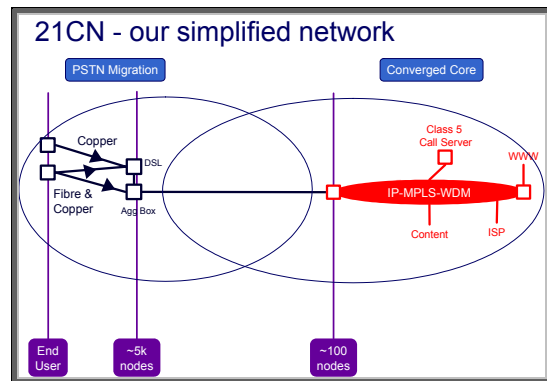 21CN - our simplified network
PSTN Migration
Converged Core
Copper
DSL
Fibre &
Copper
Agg Box
Class 5
Call Server
WWW
IP-MPLS-WDM
Content
ISP
End
User
~5k
nodes
~100
nodes